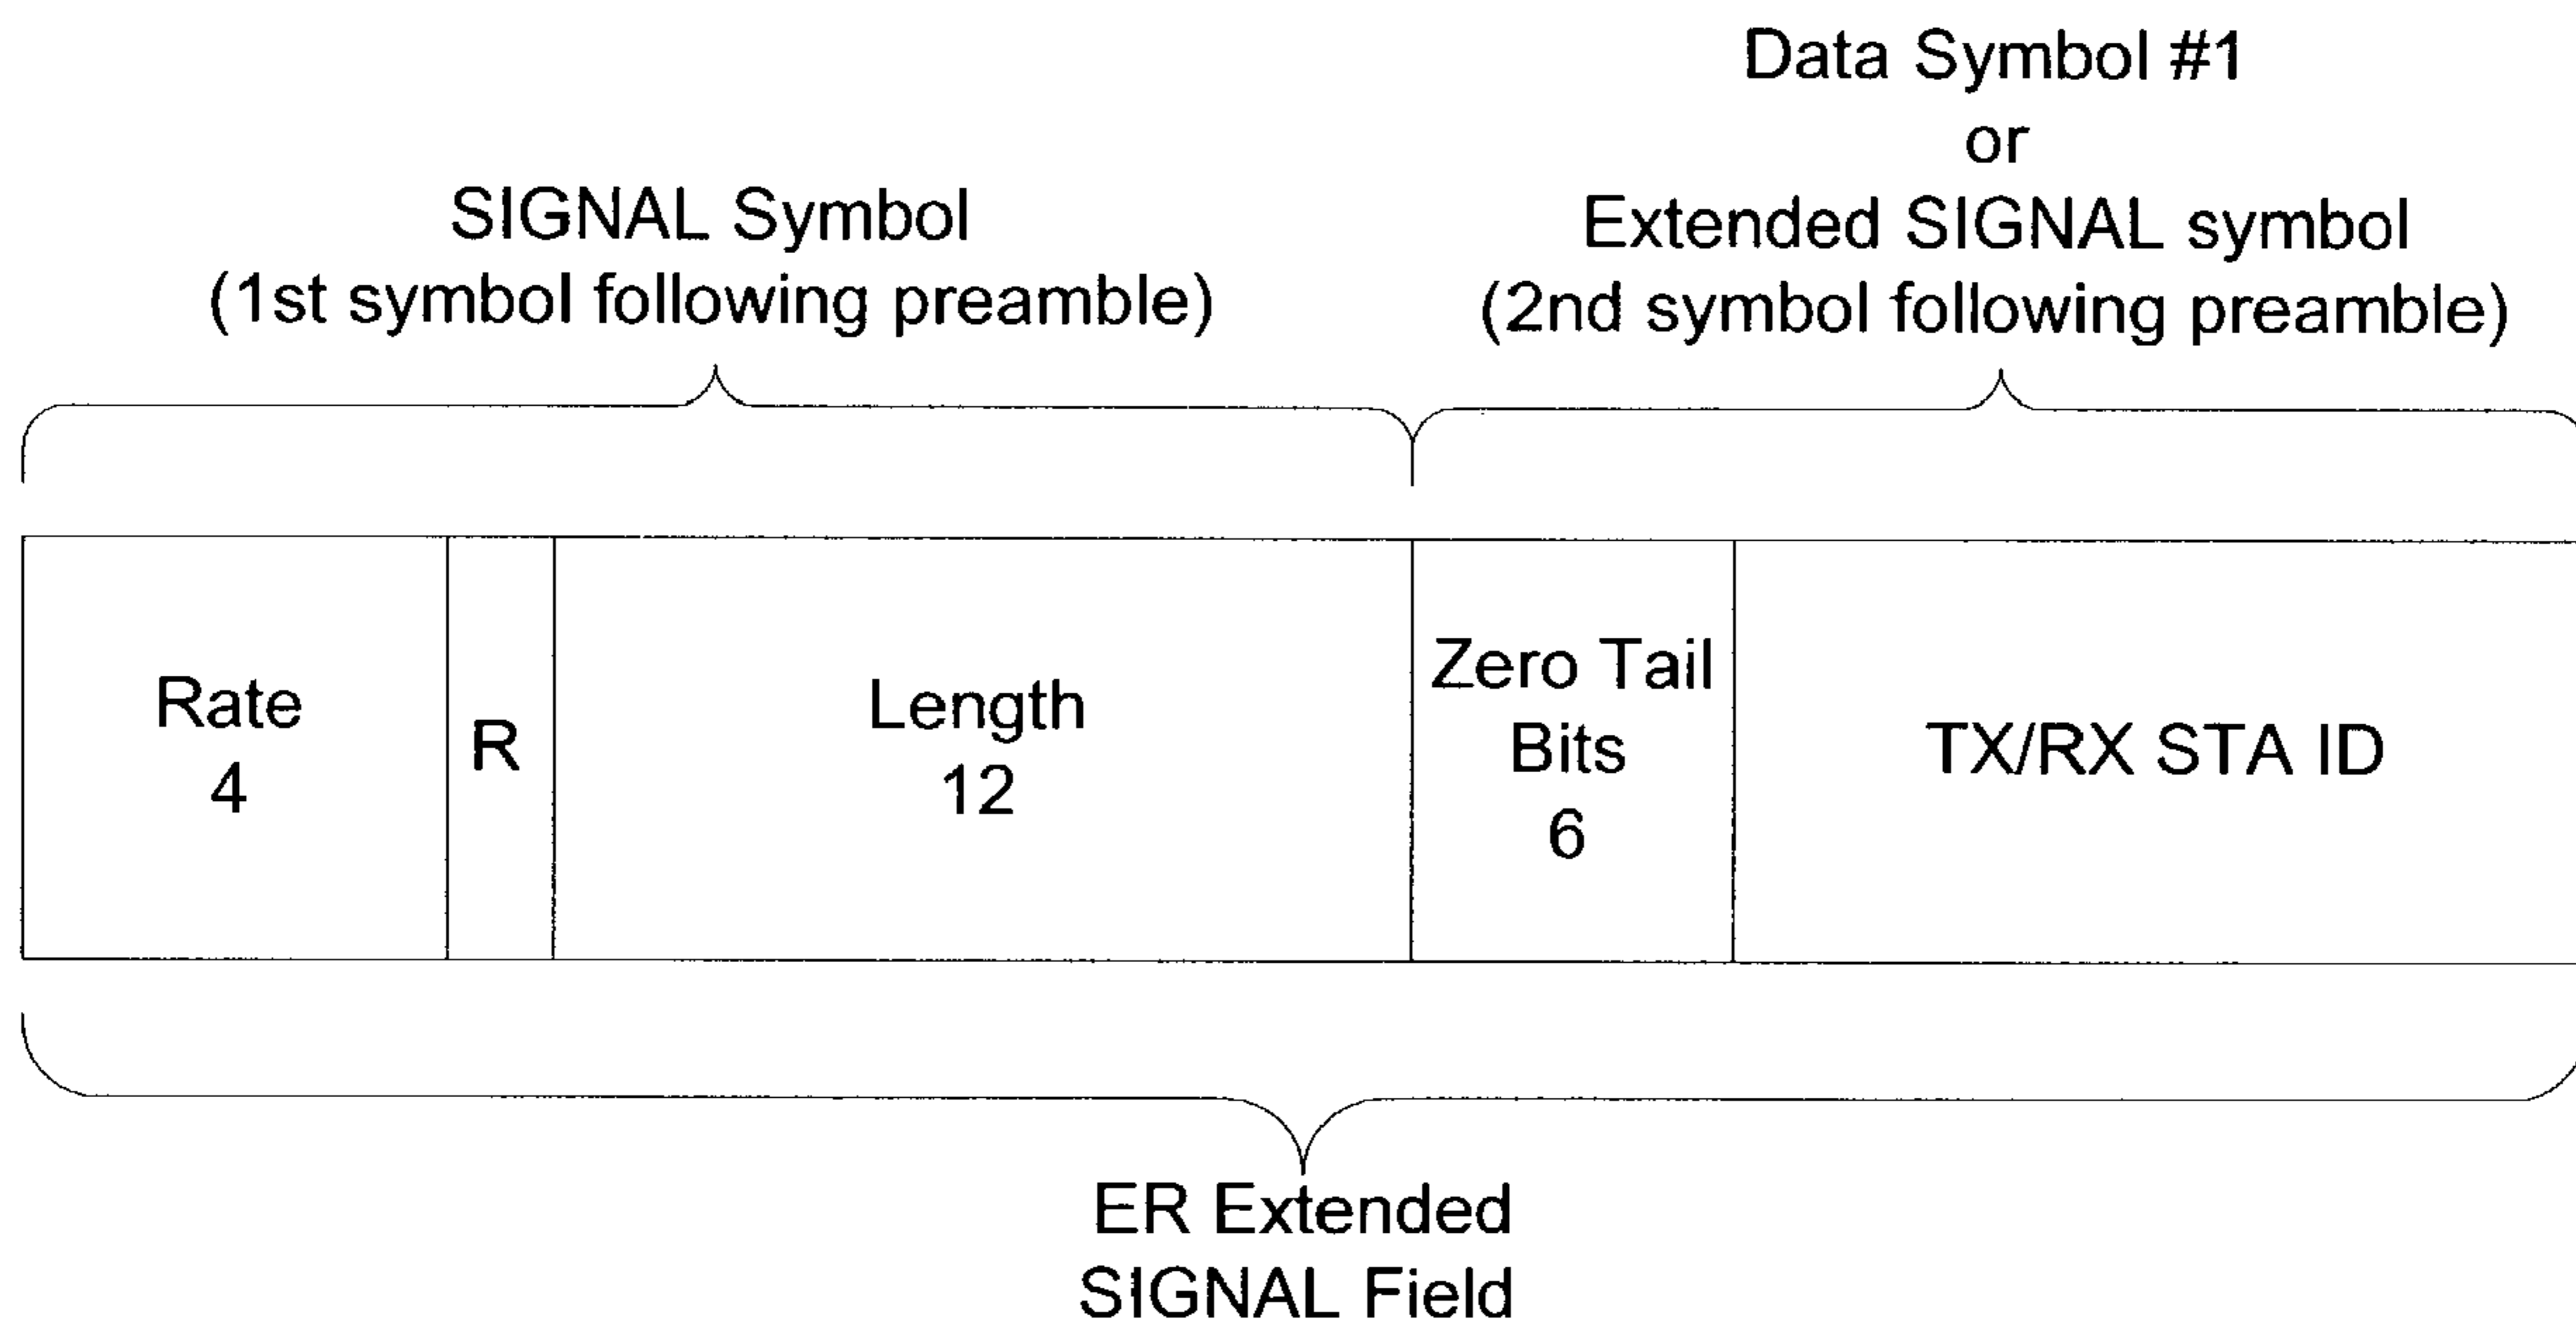 Data Symbol #1
or
Extended SIGNAL symbol
(2nd symbol following preamble)
SIGNAL Symbol
(1st symbol following preamble)
Rate
4
R
Length
12
Zero Tail
Bits
6
TX/RX STA ID
ER Extended
SIGNAL Field